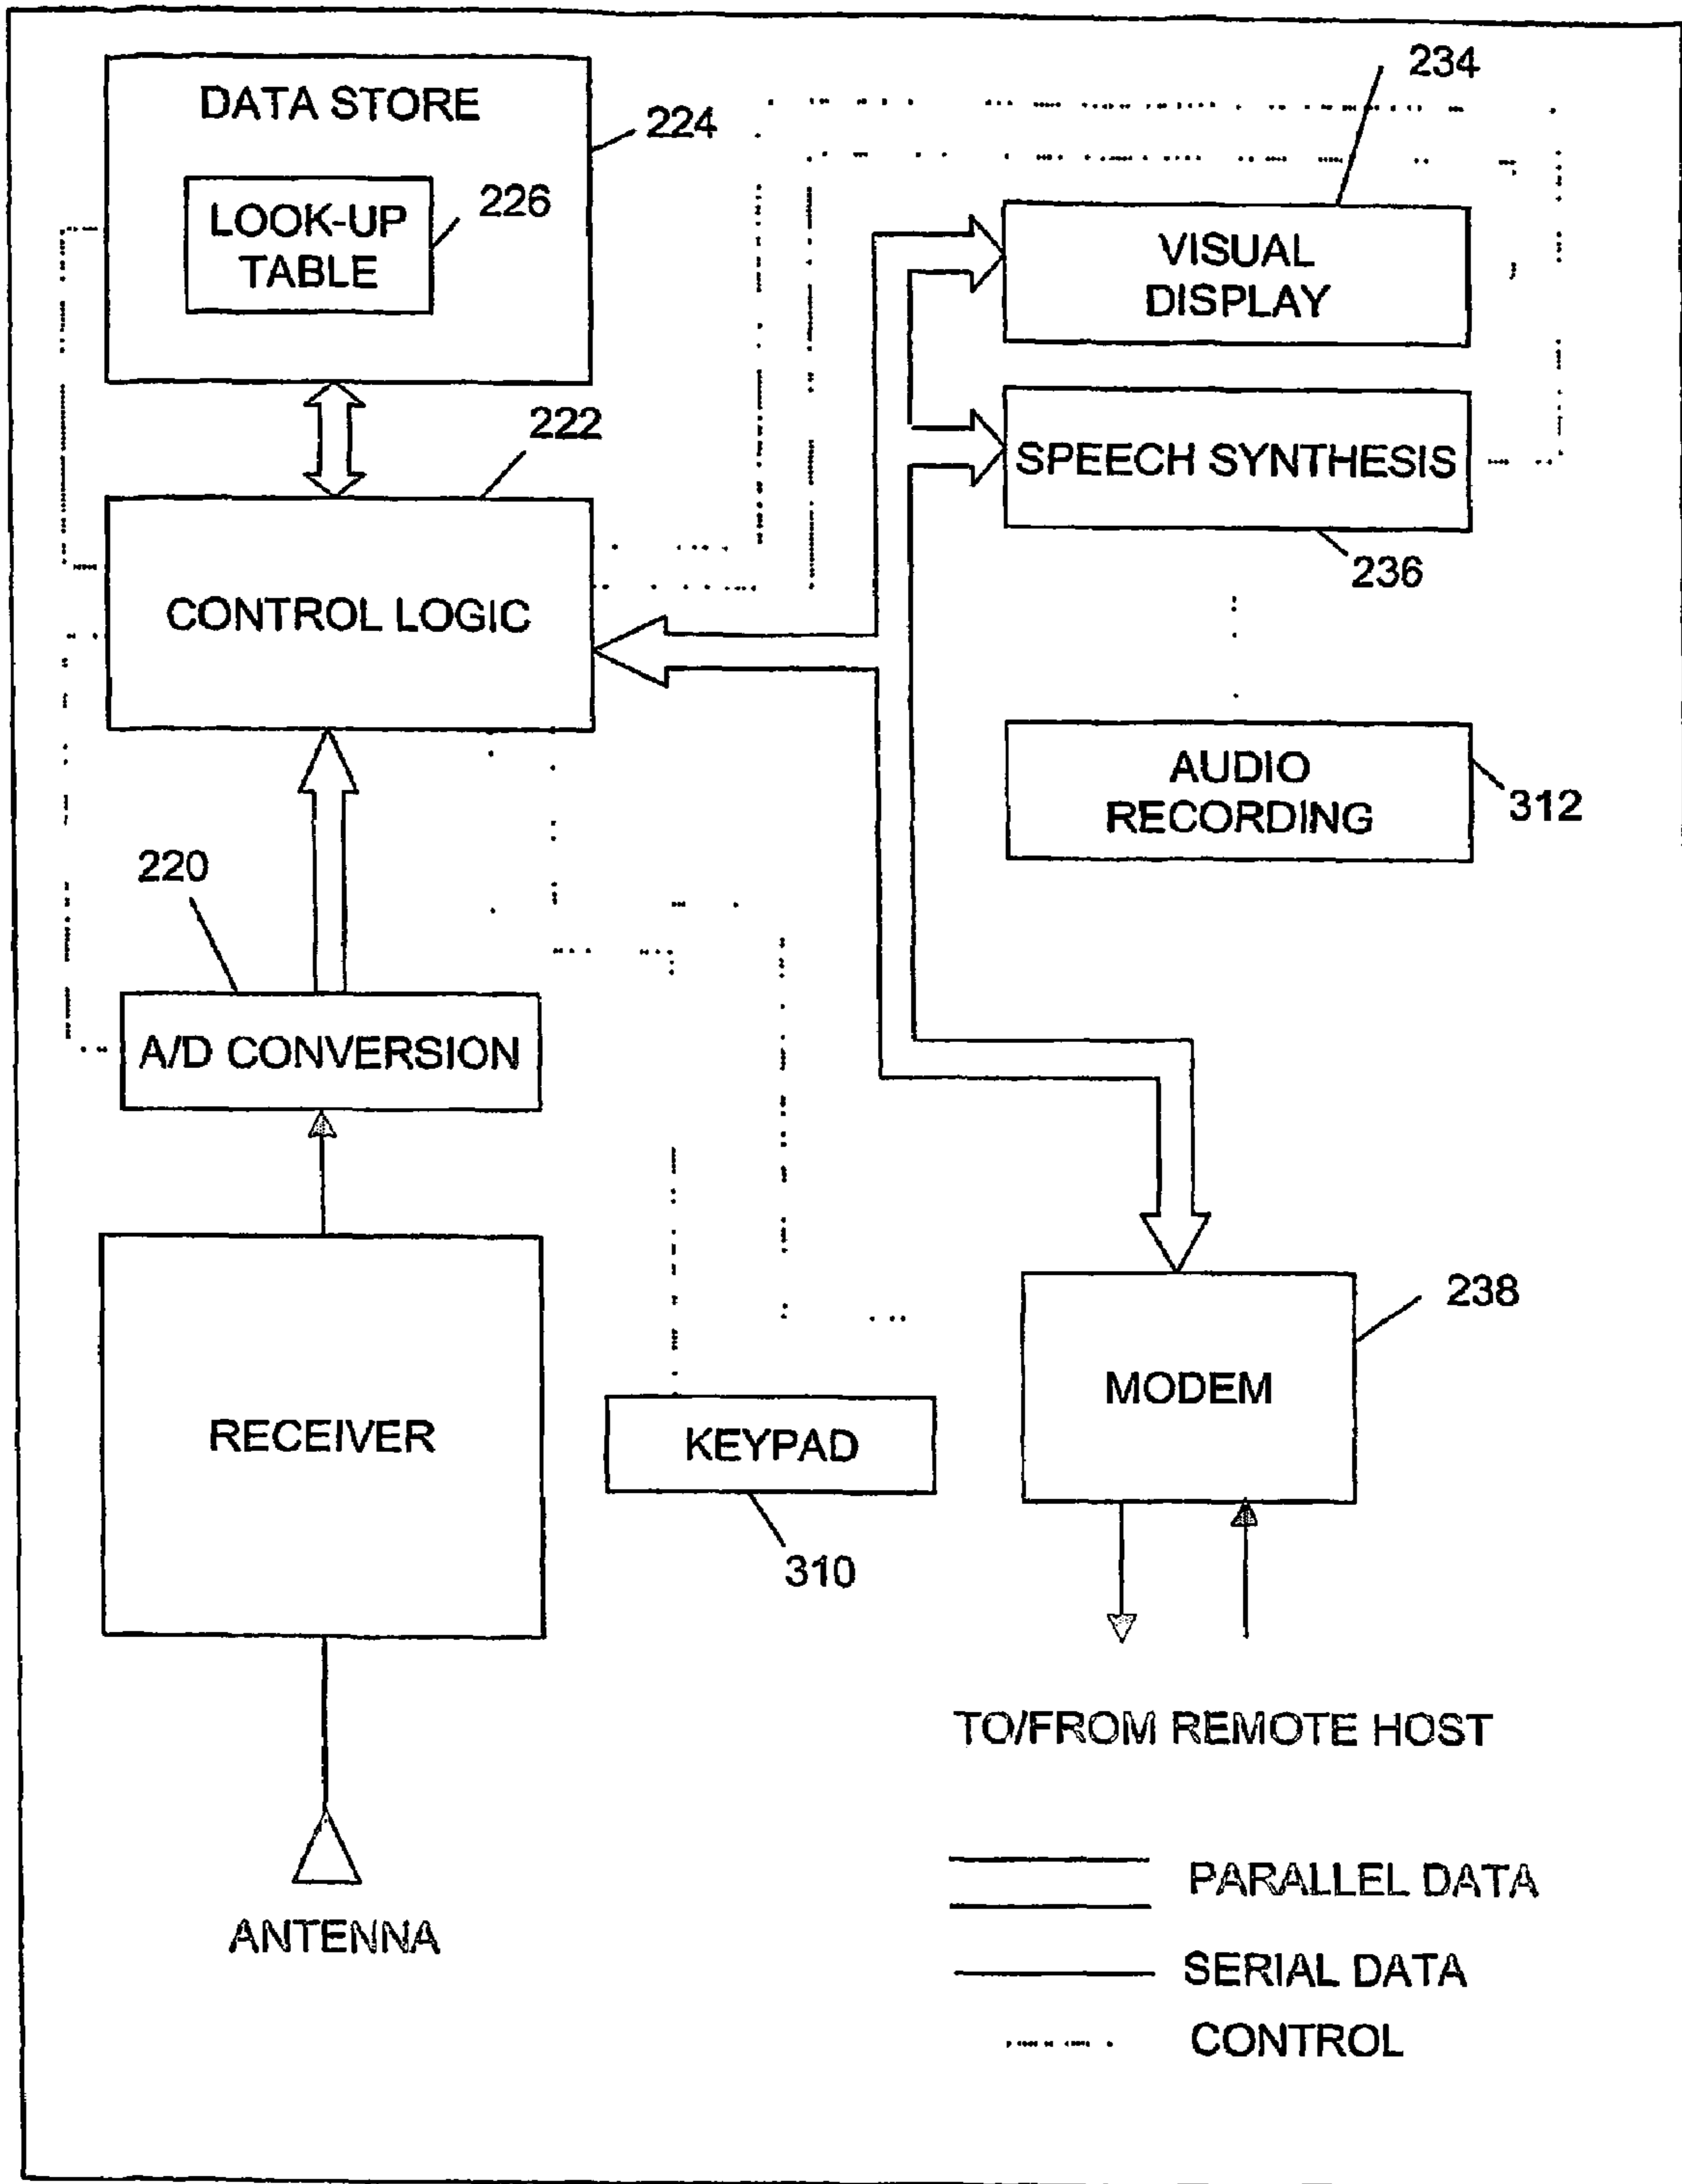 DATA STORE
224
LOOK-UP
TABLE
226
234
VISUAL
DISPLAY
222
SPEECH SYNTHESIS
236
CONTROL LOGIC
AUDIO
RECORDING
312
220
A/D CONVERSION
238
MODEM
RECEIVER
KEYPAD
310
TO/FROM REMOTE HOST
ANTENNA
PARALLEL DATA
SERIAL DATA
CONTROL